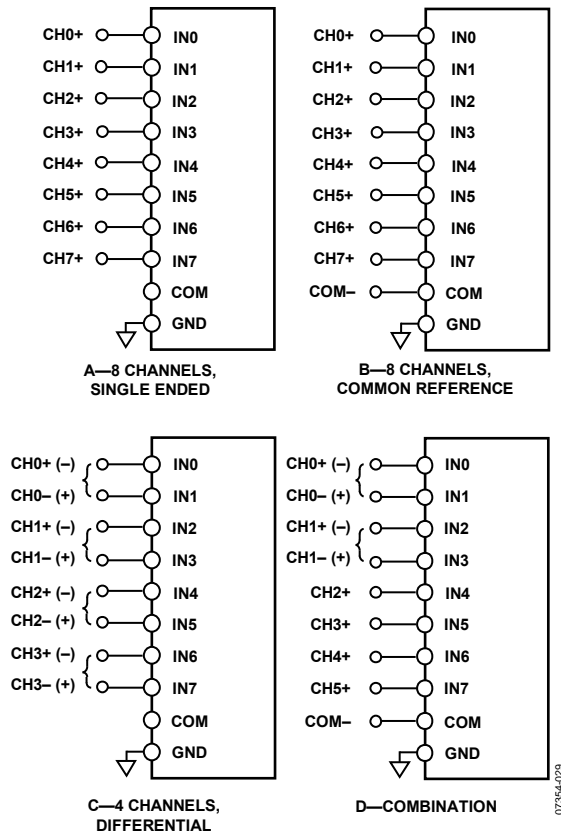 CH0+ IN0
CH1+ IN1
CH2+ IN2
CH3+ IN3
CH4+ IN4
CH5+ IN5
CH6+ IN6
CH7+ IN7
COM
GND
A—8 CHANNELS,
SINGLE ENDED
CH0+ IN0
CH1+ IN1
CH2+ IN2
CH3+ IN3
CH4+ IN4
CH5+ IN5
CH6+ IN6
CH7+ IN7
COM– COM
GND
B—8 CHANNELS,
COMMON REFERENCE
CH0+ (–) IN0
CH0– (+) IN1
CH1+ (–) IN2
CH1– (+) IN3
CH2+ (–) IN4
CH2– (+) IN5
CH3+ (–) IN6
CH3– (+) IN7
COM
GND
C—4 CHANNELS,
DIFFERENTIAL
CH0+ (–) IN0
CH0– (+) IN1
CH1+ (–) IN2
CH1– (+) IN3
CH2+ IN4
CH3+ IN5
CH4+ IN6
CH5+ IN7
COM– COM
GND
D—COMBINATION
07354-029